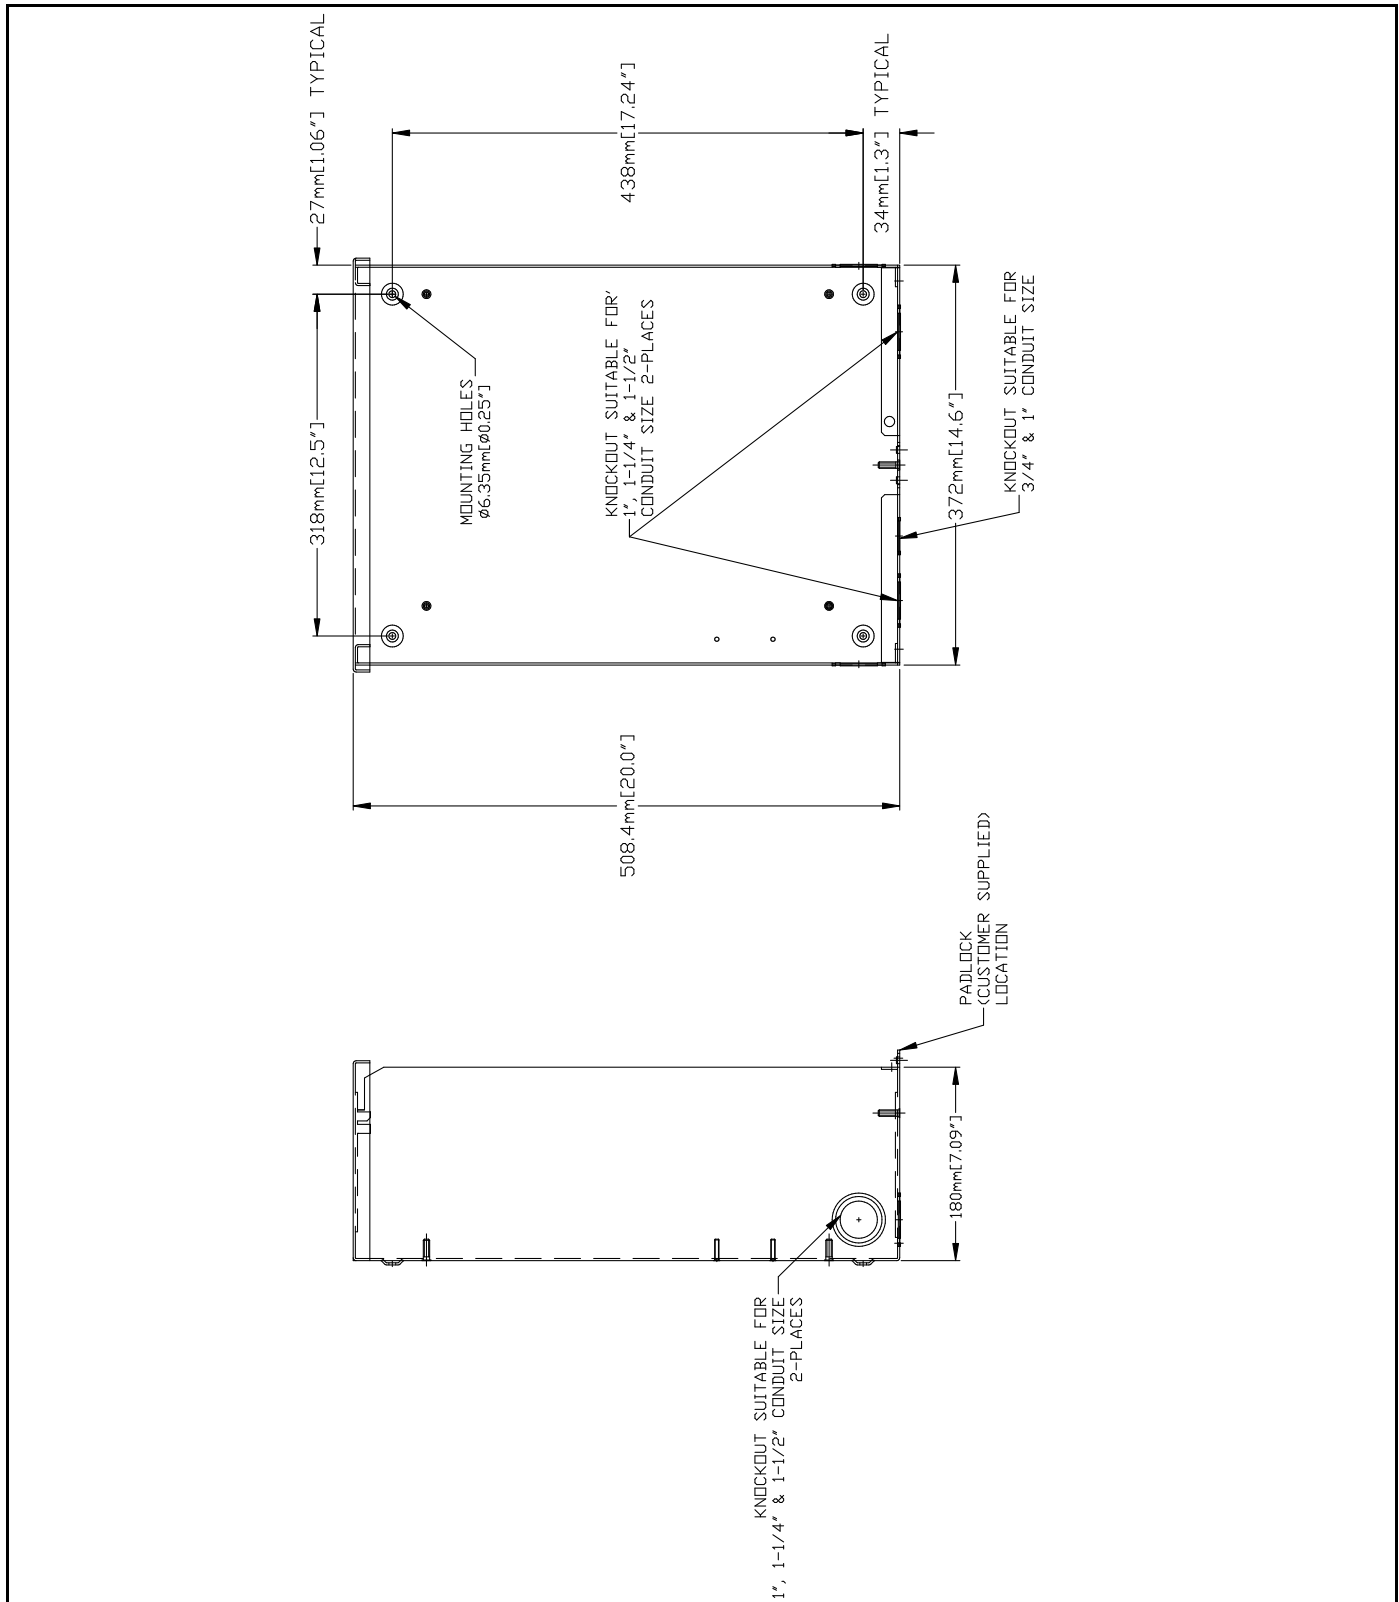 27mm[1.06"] TYPICAL
318mm[12.5"]
438mm[17.24"]
34mm[1.3"] TYPICAL
MOUNTING HOLES
ø6.35mm[ø0.25"]
KNOCKOUT SUITABLE FOR'
1", 1-1/4" & 1-1/2"
CONDUIT SIZE 2-PLACES
372mm[14.6"]
KNOCKOUT SUITABLE FOR
3/4" & 1" CONDUIT SIZE
508.4mm[20.0"]
PADLOCK
(CUSTOMER SUPPLIED)
LOCATION
180mm[7.09"]
KNOCKOUT SUITABLE FOR
1", 1-1/4" & 1-1/2" CONDUIT SIZE
2-PLACES